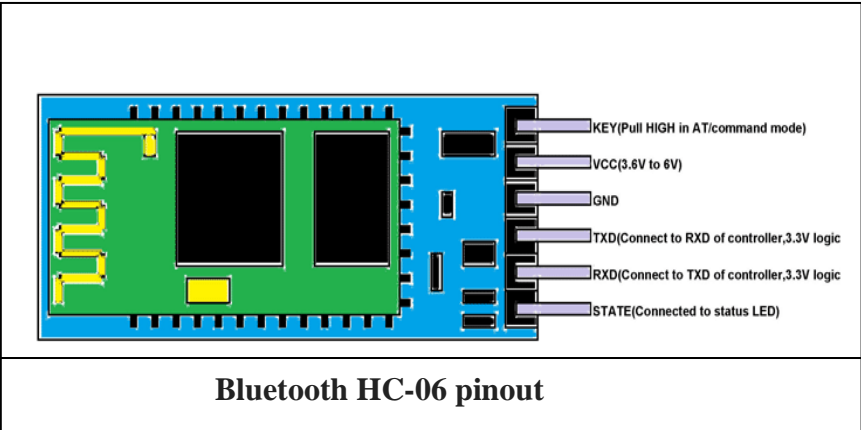 KEY(Pull HIGH in AT/command mode)
VCC(3.6V to 6V)
GND
TXD(Connect to RXD of controller,3.3V logic
RXD(Connect to TXD of controller,3.3V logic
STATE(Connected to status LED)
Bluetooth HC-06 pinout